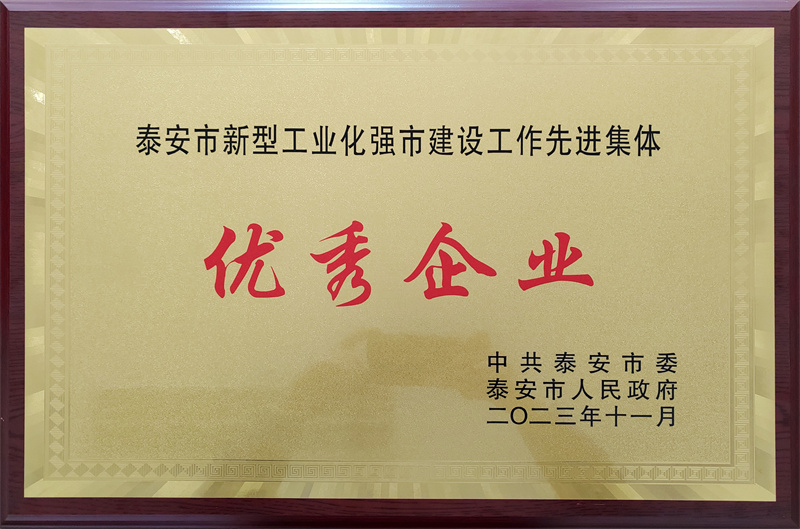 泰安市新型工业化强市建设工作先进集体
优秀企业
中共泰安市委
泰安市人民政府
二〇二三年十一月